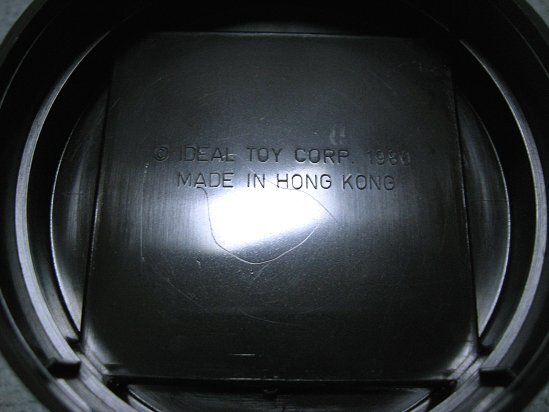 © IDEAL TOY CORP. 1980
MADE IN HONG KONG